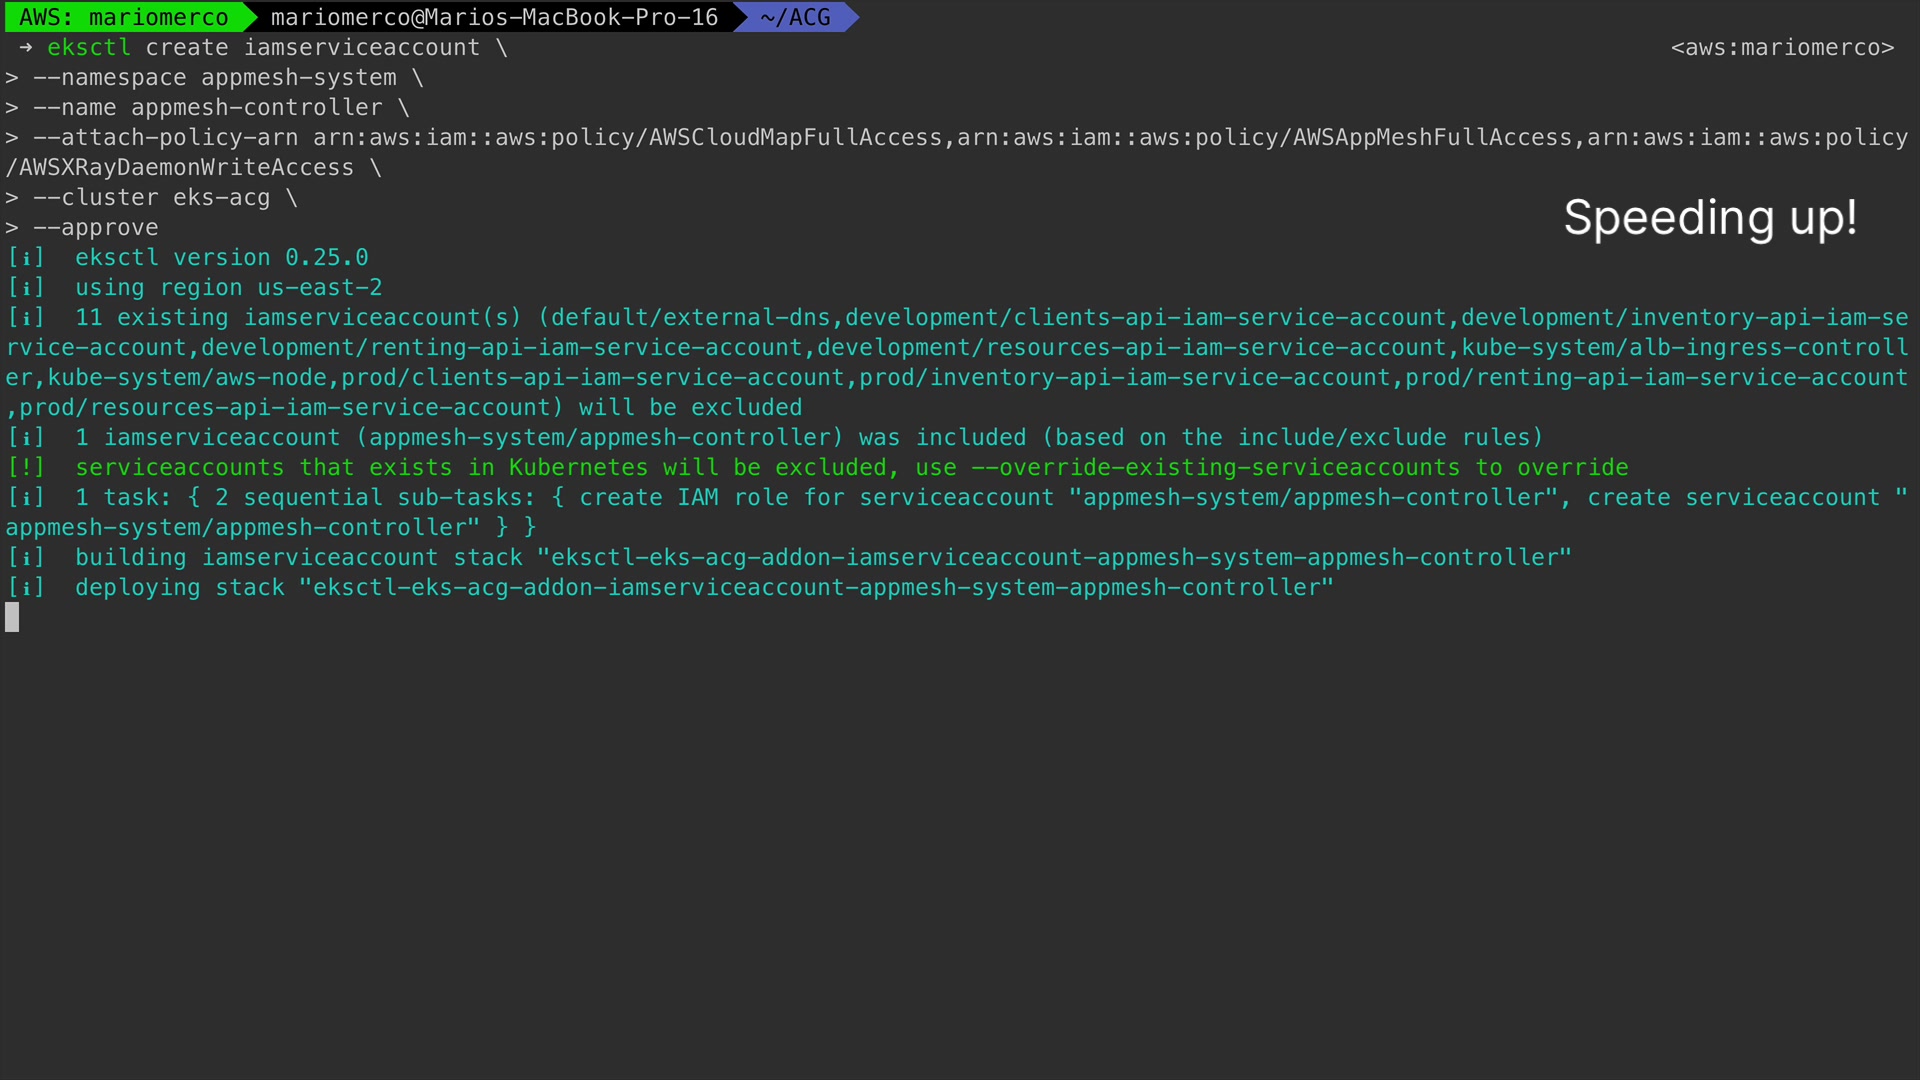 AWS: mariomerco mariomerco@Marios-MacBook-Pro-16 ~/ACG
➜ eksctl create iamserviceaccount \ <aws:mariomerco>
> --namespace appmesh-system \
> --name appmesh-controller \
> --attach-policy-arn arn:aws:iam::aws:policy/AWSCloudMapFullAccess,arn:aws:iam::aws:policy/AWSAppMeshFullAccess,arn:aws:iam::aws:policy
/AWSXRayDaemonWriteAccess \
> --cluster eks-acg \
> --approve
Speeding up!
[ℹ]  eksctl version 0.25.0
[ℹ]  using region us-east-2
[ℹ]  11 existing iamserviceaccount(s) (default/external-dns,development/clients-api-iam-service-account,development/inventory-api-iam-se
rvice-account,development/renting-api-iam-service-account,development/resources-api-iam-service-account,kube-system/alb-ingress-controll
er,kube-system/aws-node,prod/clients-api-iam-service-account,prod/inventory-api-iam-service-account,prod/renting-api-iam-service-account
,prod/resources-api-iam-service-account) will be excluded
[ℹ]  1 iamserviceaccount (appmesh-system/appmesh-controller) was included (based on the include/exclude rules)
[!]  serviceaccounts that exists in Kubernetes will be excluded, use --override-existing-serviceaccounts to override
[ℹ]  1 task: { 2 sequential sub-tasks: { create IAM role for serviceaccount "appmesh-system/appmesh-controller", create serviceaccount "
appmesh-system/appmesh-controller" } }
[ℹ]  building iamserviceaccount stack "eksctl-eks-acg-addon-iamserviceaccount-appmesh-system-appmesh-controller"
[ℹ]  deploying stack "eksctl-eks-acg-addon-iamserviceaccount-appmesh-system-appmesh-controller"